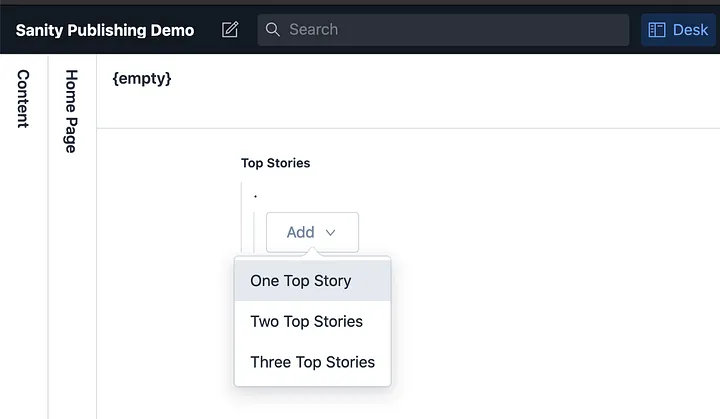 Sanity Publishing Demo
Search
Desk
Content
Home Page
{empty}
Top Stories
.
Add
One Top Story
Two Top Stories
Three Top Stories